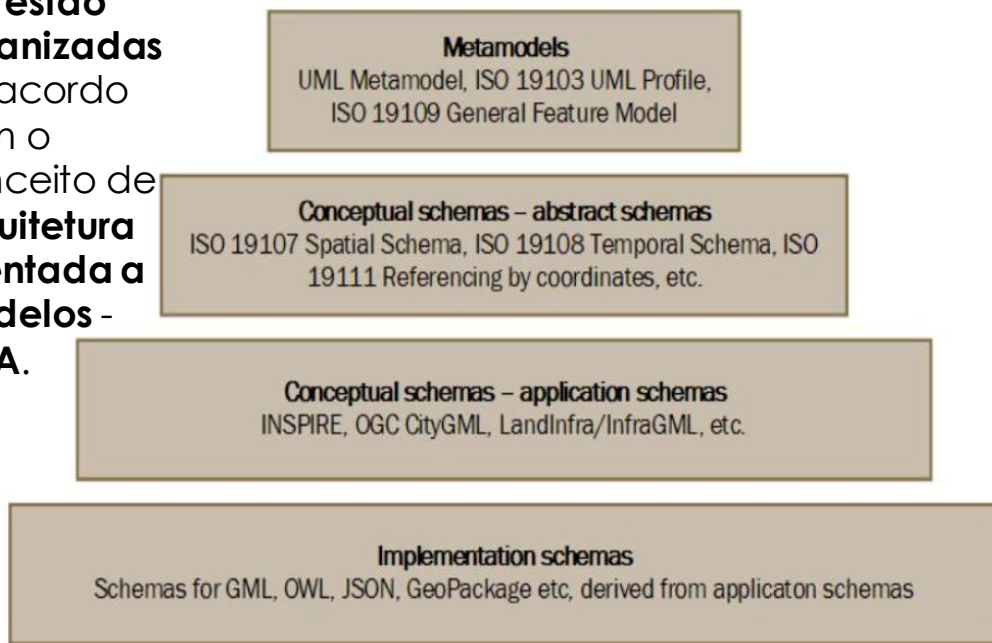 estão
anizadas
acordo
o
nceito de
uitetura
entada a
delos -
A.
Metamodels
UML Metamodel, ISO 19103 UML Profile,
ISO 19109 General Feature Model
Conceptual schemas – abstract schemas
ISO 19107 Spatial Schema, ISO 19108 Temporal Schema, ISO
19111 Referencing by coordinates, etc.
Conceptual schemas – application schemas
INSPIRE, OGC CityGML, LandInfra/InfraGML, etc.
Implementation schemas
Schemas for GML, OWL, JSON, GeoPackage etc, derived from applicaton schemas